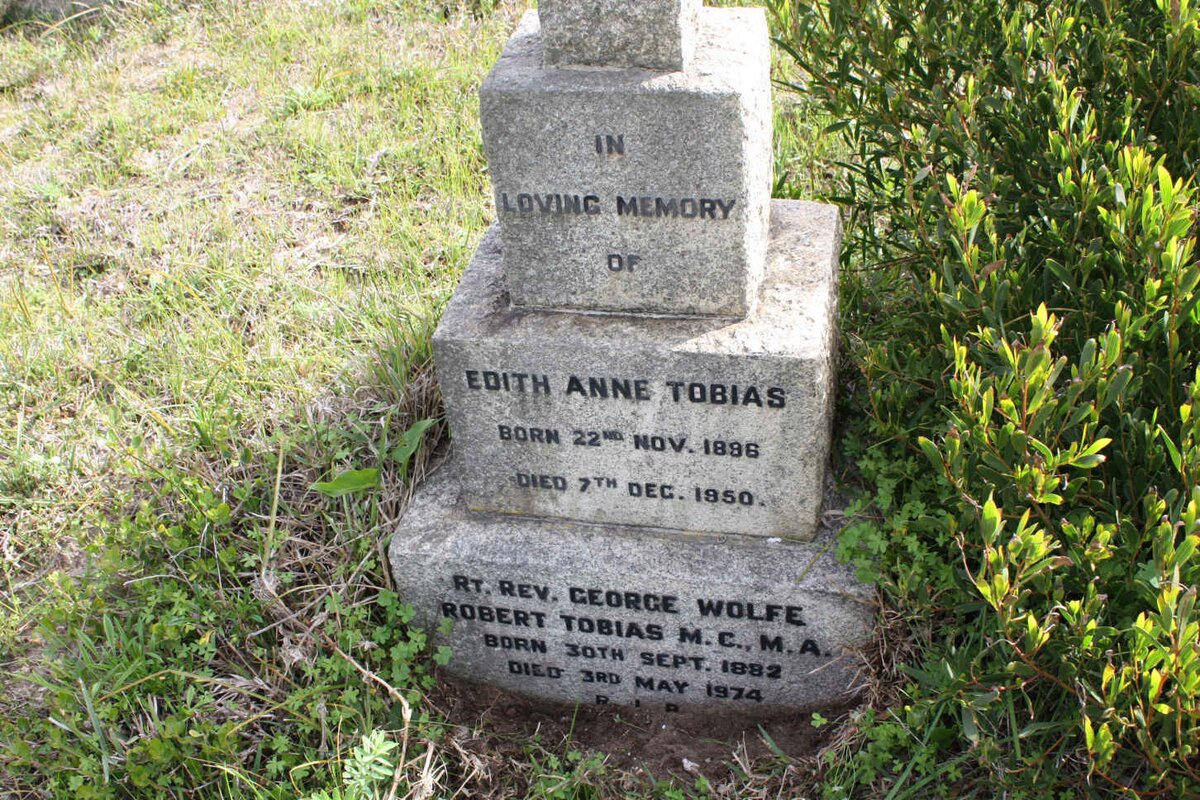 IN
LOVING MEMORY
OF
EDITH ANNE TOBIAS
BORN 22ND NOV. 1896
DIED 7TH DEC. 1950.
RT. REV. GEORGE WOLFE
ROBERT TOBIAS M.C., M.A.
BORN 30TH SEPT. 1882
DIED 3RD MAY 1974
R. I. P.